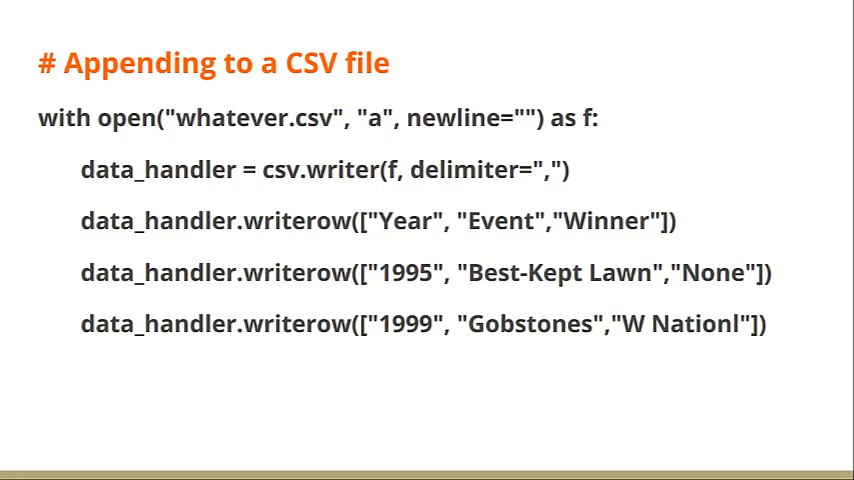 # Appending to a CSV file
with open("whatever.csv", "a", newline="") as f:
data_handler = csv.writer(f, delimiter=",")
data_handler.writerow(["Year", "Event","Winner"])
data_handler.writerow(["1995", "Best-Kept Lawn","None"])
data_handler.writerow(["1999", "Gobstones","W Nationl"])